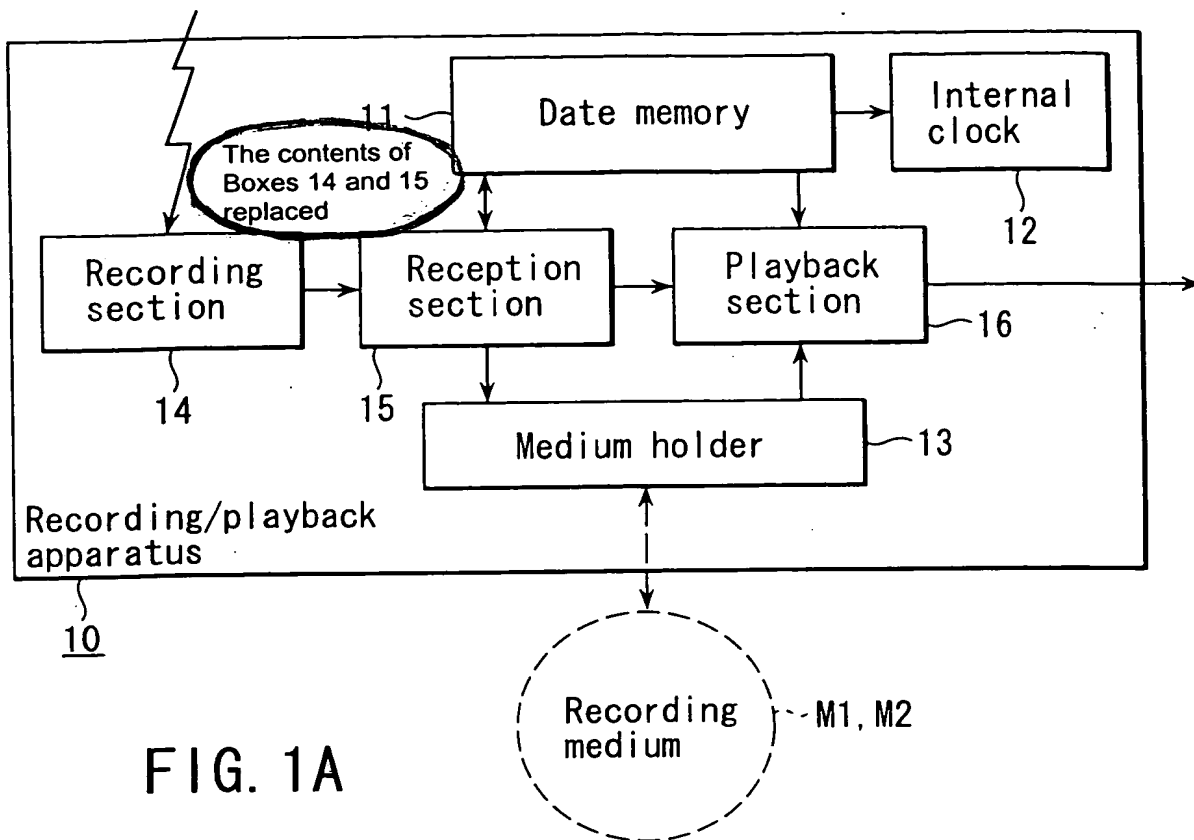 11
Date memory
Internal
clock
12
The contents of
Boxes 14 and 15
replaced
Recording
section
14
Reception
section
15
Playback
section
16
Medium holder
13
Recording/playback
apparatus
10
Recording
medium
M1, M2
FIG. 1A